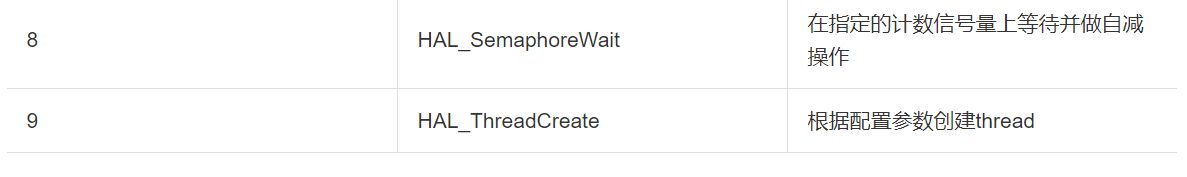 8
HAL_SemaphoreWait
在指定的计数信号量上等待并做自减
操作
9
HAL_ThreadCreate
根据配置参数创建thread